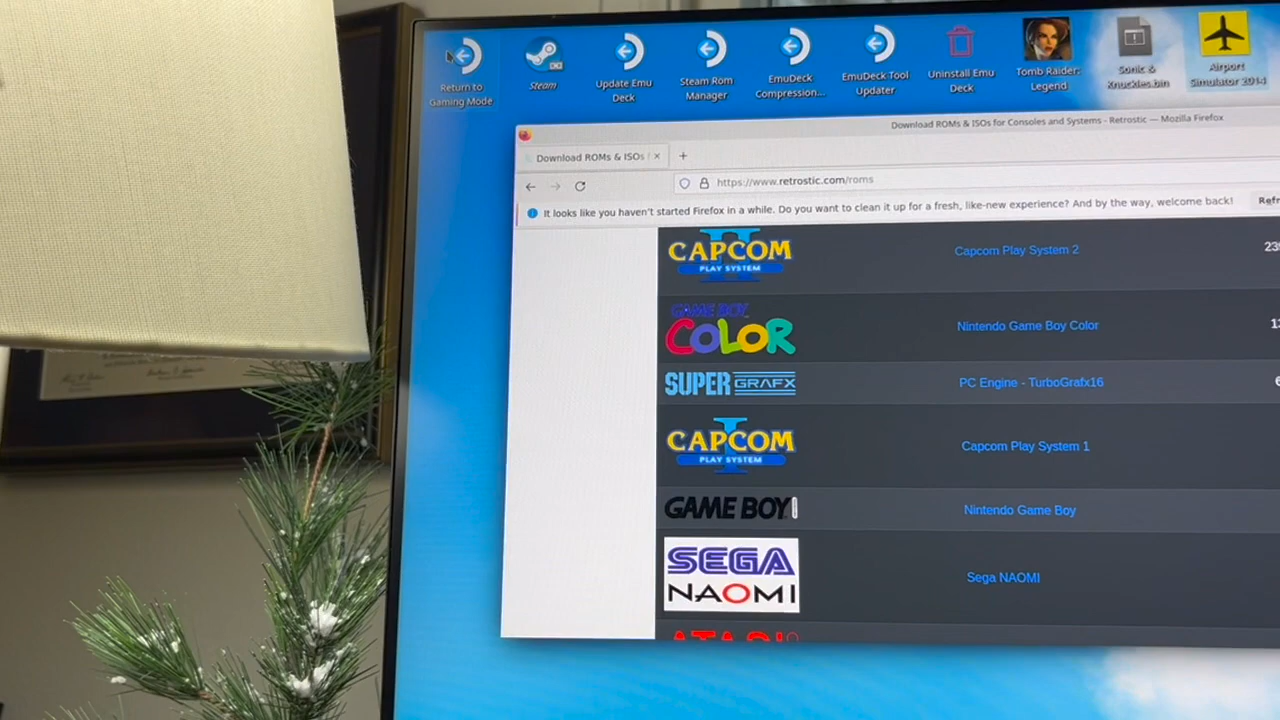 Return to
Gaming Mode
Steam
Update Emu
Deck
Steam Rom
Manager
EmuDeck
Compression...
EmuDeck Tool
Updater
Uninstall Emu
Deck
Tomb Raider:
Legend
Sonic &
Knuckles.bin
Airport
Simulator 2014
Download ROMs & ISOs for Consoles and Systems - Retrostic — Mozilla Firefox
Download ROMs & ISOs
https://www.retrostic.com/roms
It looks like you haven't started Firefox in a while. Do you want to clean it up for a fresh, like-new experience? And by the way, welcome back!
Refr
II
CAPCOM
PLAY SYSTEM
Capcom Play System 2
GAME BOY
COLOR
Nintendo Game Boy Color
SUPER GRAFX
PC Engine - TurboGrafx16
I
CAPCOM
PLAY SYSTEM
Capcom Play System 1
GAME BOY
Nintendo Game Boy
SEGA
NAOMI
Sega NAOMI
ATARI